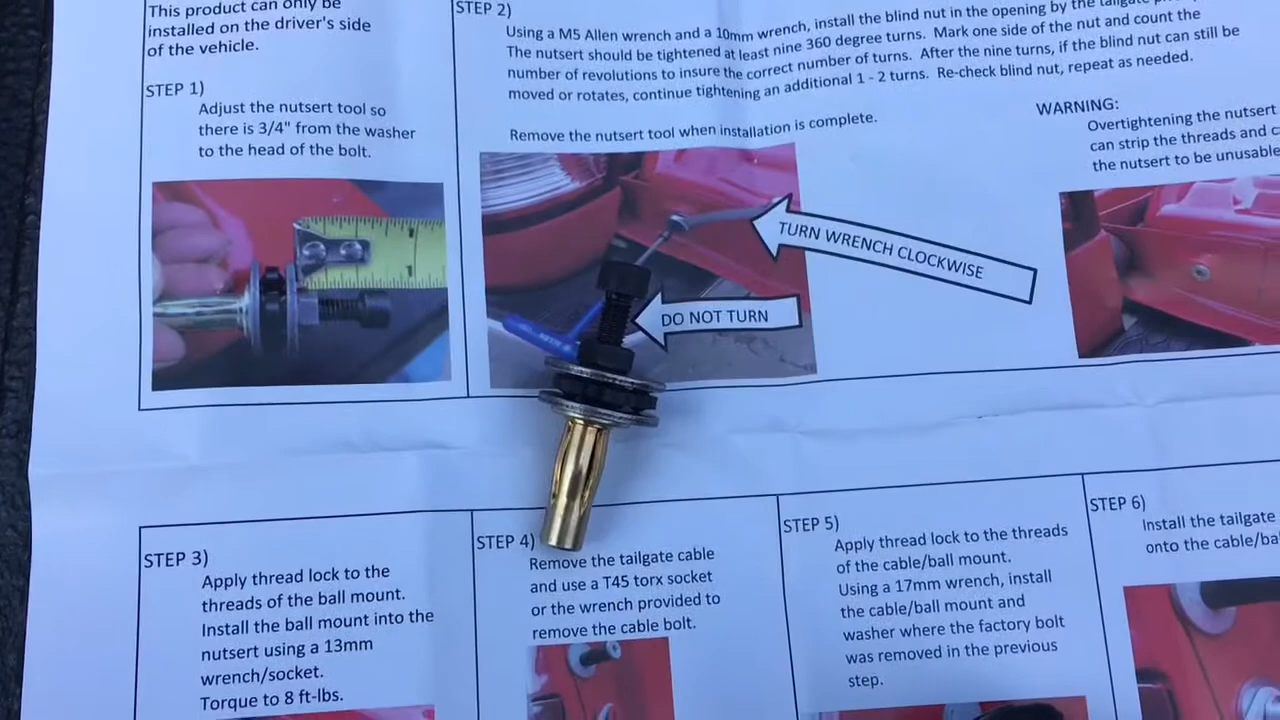 This product can only be
installed on the driver's side
of the vehicle.
STEP 1)
Adjust the nutsert tool so
there is 3/4" from the washer
to the head of the bolt.
STEP 2)
Using a M5 Allen wrench and a 10mm wrench, install the blind nut in the opening by the tailgate
The nutsert should be tightened at least nine 360 degree turns. Mark one side of the nut and count the
number of revolutions to insure the correct number of turns. After the nine turns, if the blind nut can still be
moved or rotates, continue tightening an additional 1 - 2 turns. Re-check blind nut, repeat as needed.
Remove the nutsert tool when installation is complete.
WARNING:
Overtightening the nutsert
can strip the threads and
the nutsert to be unusable
TURN WRENCH CLOCKWISE
DO NOT TURN
STEP 3)
Apply thread lock to the
threads of the ball mount.
Install the ball mount into the
nutsert using a 13mm
wrench/socket.
Torque to 8 ft-lbs.
STEP 4)
Remove the tailgate cable
and use a T45 torx socket
or the wrench provided to
remove the cable bolt.
STEP 5)
Apply thread lock to the threads
of the cable/ball mount.
Using a 17mm wrench, install
the cable/ball mount and
washer where the factory bolt
was removed in the previous
step.
STEP 6)
Install the tailgate
onto the cable/ba